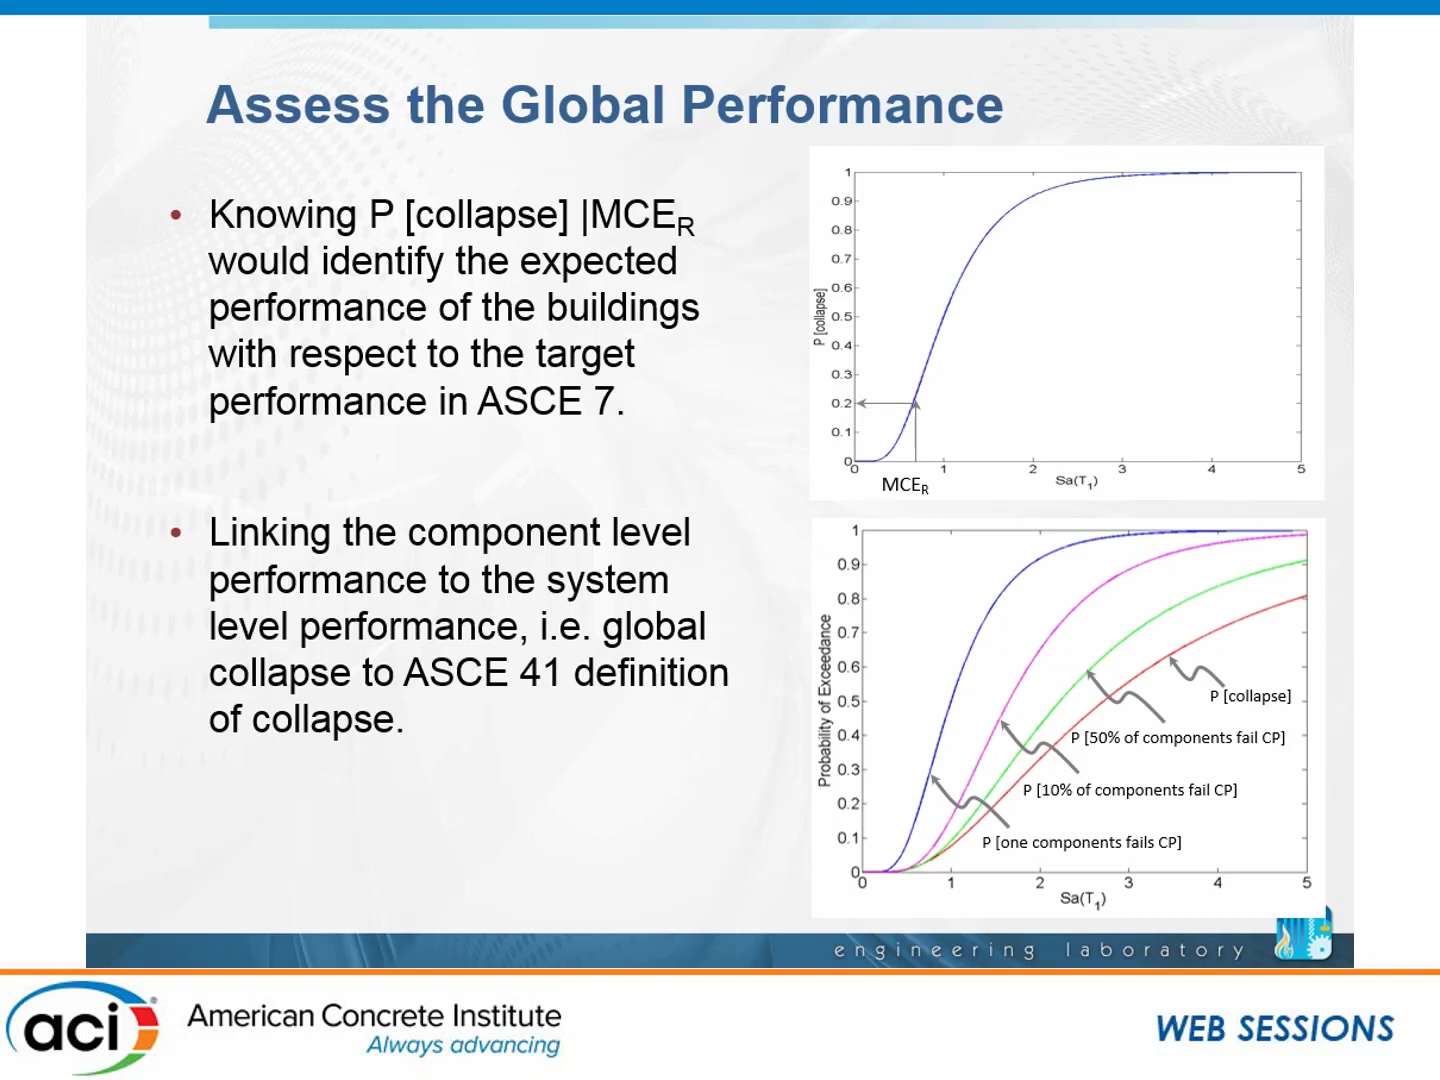 Assess the Global Performance
• Knowing P [collapse] |MCER
would identify the expected
performance of the buildings
with respect to the target
performance in ASCE 7.
• Linking the component level
performance to the system
level performance, i.e. global
collapse to ASCE 41 definition
of collapse.
1
0.9
0.8
0.7
0.6
0.5
0.4
0.3
0.2
0.1
0
P [collapse]
0 1 2 3 4 5
MCER
Sa(T1)
1
0.9
0.8
0.7
0.6
0.5
0.4
0.3
0.2
0.1
0
Probability of Exceedance
P [collapse]
P [50% of components fail CP]
P [10% of components fail CP]
P [one components fails CP]
0 1 2 3 4 5
Sa(T1)
engineering laboratory
aci®
American Concrete Institute
Always advancing
WEB SESSIONS